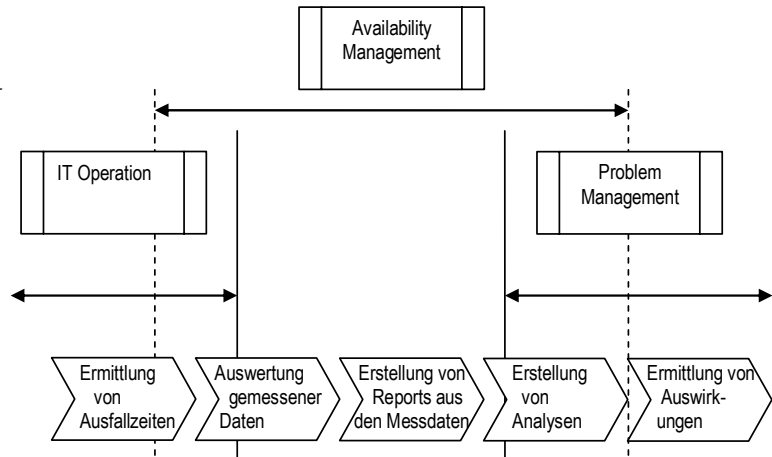 Availability
Management
IT Operation
Problem
Management
Ermittlung
von
Ausfallzeiten
Auswertung
gemessener
Daten
Erstellung von
Reports aus
den Messdaten
Erstellung
von
Analysen
Ermittlung von
Auswirk-
ungen